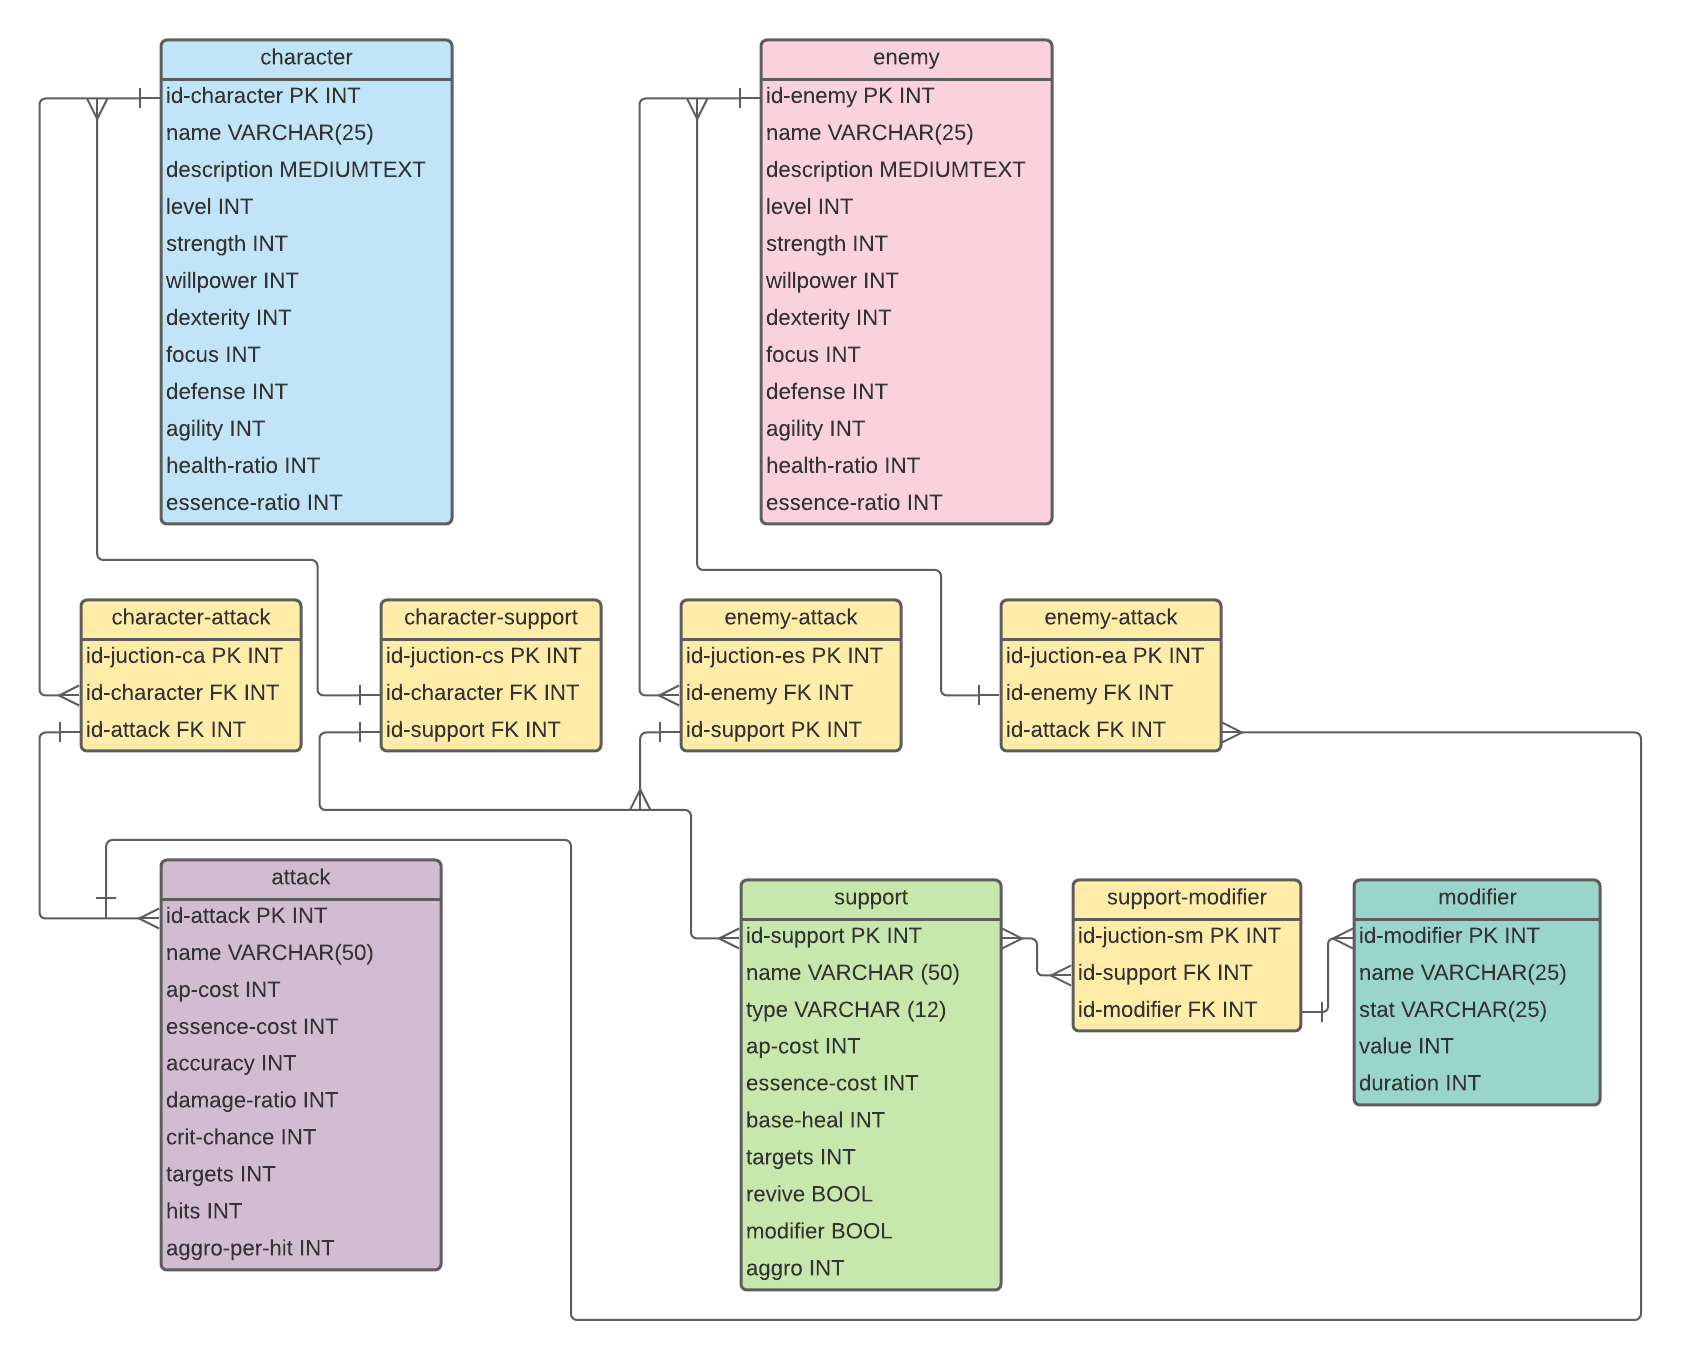 character
id-character PK INT
name VARCHAR(25)
description MEDIUMTEXT
level INT
strength INT
willpower INT
dexterity INT
focus INT
defense INT
agility INT
health-ratio INT
essence-ratio INT
enemy
id-enemy PK INT
name VARCHAR(25)
description MEDIUMTEXT
level INT
strength INT
willpower INT
dexterity INT
focus INT
defense INT
agility INT
health-ratio INT
essence-ratio INT
character-attack
id-juction-ca PK INT
id-character FK INT
id-attack FK INT
character-support
id-juction-cs PK INT
id-character FK INT
id-support FK INT
enemy-attack
id-juction-es PK INT
id-enemy FK INT
id-support PK INT
enemy-attack
id-juction-ea PK INT
id-enemy FK INT
id-attack FK INT
attack
id-attack PK INT
name VARCHAR(50)
ap-cost INT
essence-cost INT
accuracy INT
damage-ratio INT
crit-chance INT
targets INT
hits INT
aggro-per-hit INT
support
id-support PK INT
name VARCHAR (50)
type VARCHAR (12)
ap-cost INT
essence-cost INT
base-heal INT
targets INT
revive BOOL
modifier BOOL
aggro INT
support-modifier
id-juction-sm PK INT
id-support FK INT
id-modifier FK INT
modifier
id-modifier PK INT
name VARCHAR(25)
stat VARCHAR(25)
value INT
duration INT